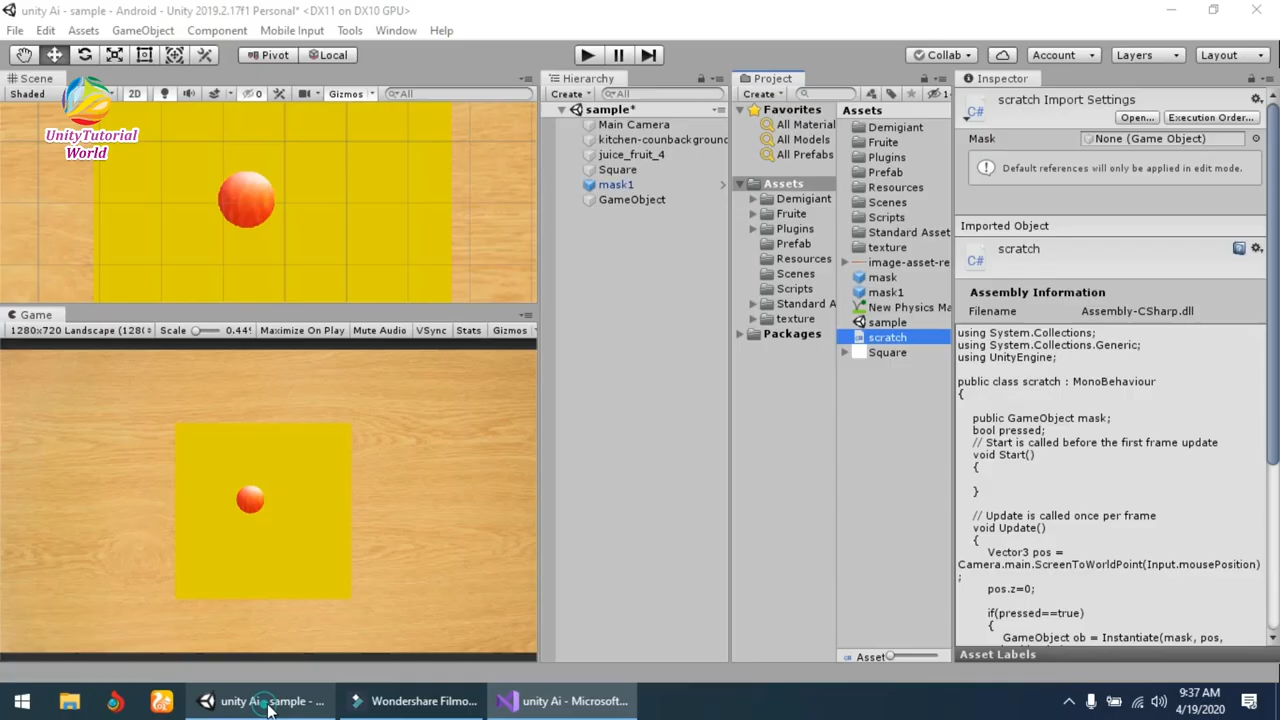 unity Ai - sample - Android - Unity 2019.2.17f1 Personal* <DX11 on DX10 GPU>
File Edit Assets GameObject Component Mobile Input Tools Window Help
Pivot Local Collab Account Layers Layout
Scene
Shaded 2D 0 Gizmos All
UnityTutorial
World
Game
1280x720 Landscape (128( Scale 0.44 Maximize On Play Mute Audio VSync Stats Gizmos
Hierarchy
Create All
sample*
Main Camera
kitchen-counbackground
juice_fruit_4
Square
mask1
GameObject
Project
Create 1
Favorites
All Material
All Models
All Prefabs
Assets
Demigiant
Fruite
Plugins
Prefab
Resources
Scenes
Scripts
Standard A
texture
Packages
Assets
Demigiant
Fruite
Plugins
Prefab
Resources
Scenes
Scripts
Standard Asset
texture
image-asset-re
mask
mask1
New Physics Ma
sample
scratch
Square
Asset
Inspector
scratch Import Settings
Open... Execution Order...
Mask None (Game Object)
Default references will only be applied in edit mode.
Imported Object
scratch
Assembly Information
Filename Assembly-CSharp.dll
using System.Collections;
using System.Collections.Generic;
using UnityEngine;
public class scratch : MonoBehaviour
{
public GameObject mask;
bool pressed;
// Start is called before the first frame update
void Start()
{
}
// Update is called once per frame
void Update()
{
Vector3 pos =
Camera.main.ScreenToWorldPoint(Input.mousePosition)
;
pos.z=0;
if(pressed==true)
{
GameObject ob = Instantiate(mask, pos,
Asset Labels
unity Ai - sample - ... Wondershare Filmo... unity Ai - Microsoft...
9:37 AM
4/19/2020